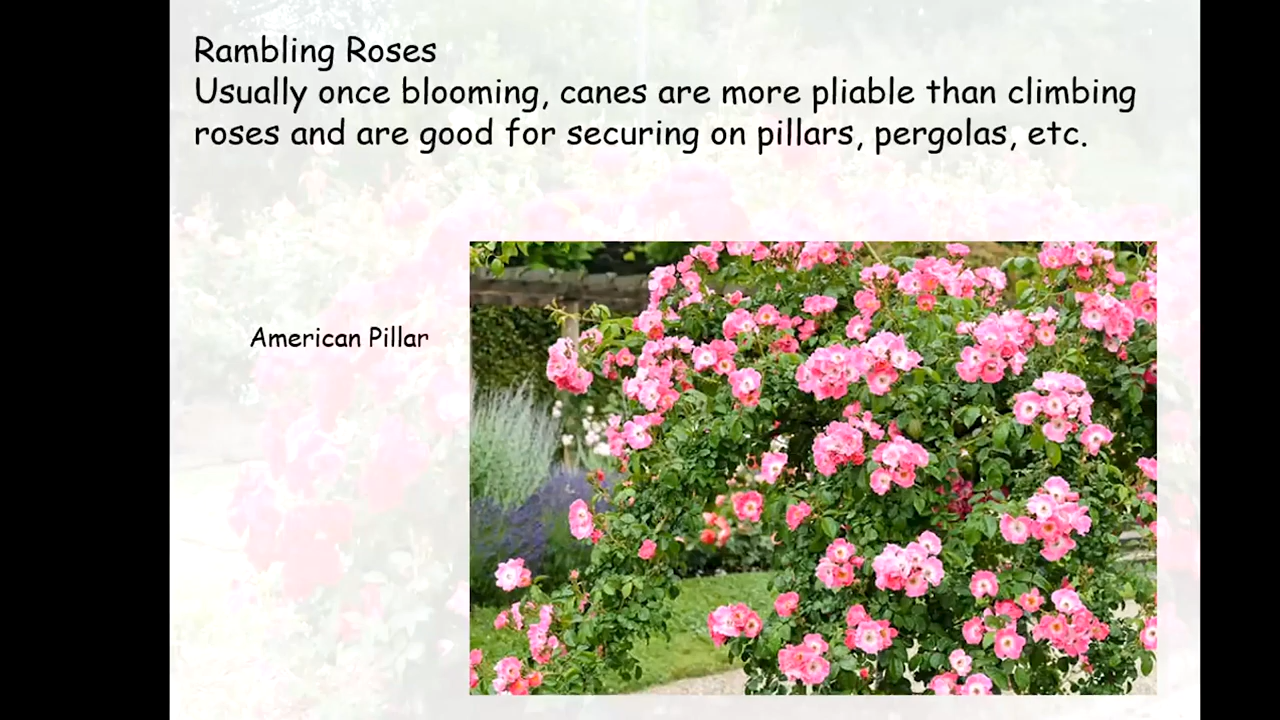 Rambling Roses
Usually once blooming, canes are more pliable than climbing
roses and are good for securing on pillars, pergolas, etc.
American Pillar